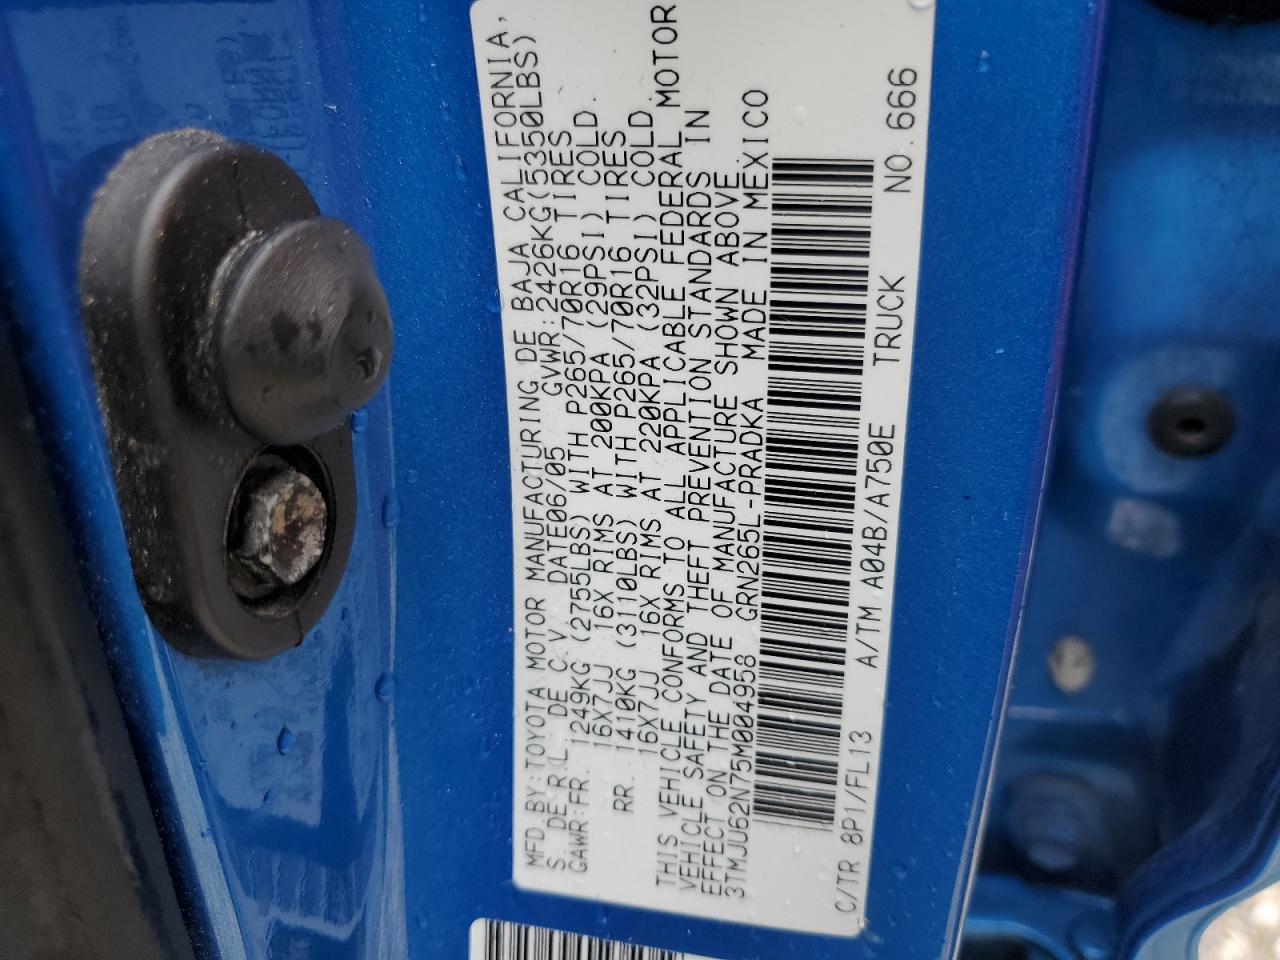 MFD.BY:TOYOTA MOTOR MANUFACTURING DE BAJA CALIFORNIA,
S. DE R.L. DE C.V. DATE06/05 GVWR:2426KG(5350LBS)
GAWR:FR. 1249KG (2755LBS) WITH P265/70R16 TIRES
16X7JJ 16X RIMS AT 200KPA (29PSI) COLD.
RR. 1410KG (3110LBS) WITH P265/70R16 TIRES
16X7JJ 16X RIMS AT 220KPA (32PSI) COLD
THIS VEHICLE CONFORMS TO ALL APPLICABLE FEDERAL MOTOR
VEHICLE SAFETY AND THEFT PREVENTION STANDARDS IN
EFFECT ON THE DATE OF MANUFACTURE SHOWN ABOVE.
3TMJU62N75M004958 GRN265L-PRADKA MADE IN MEXICO
C/TR 8P1/FL13 A/TM A04B/A750E TRUCK NO.666